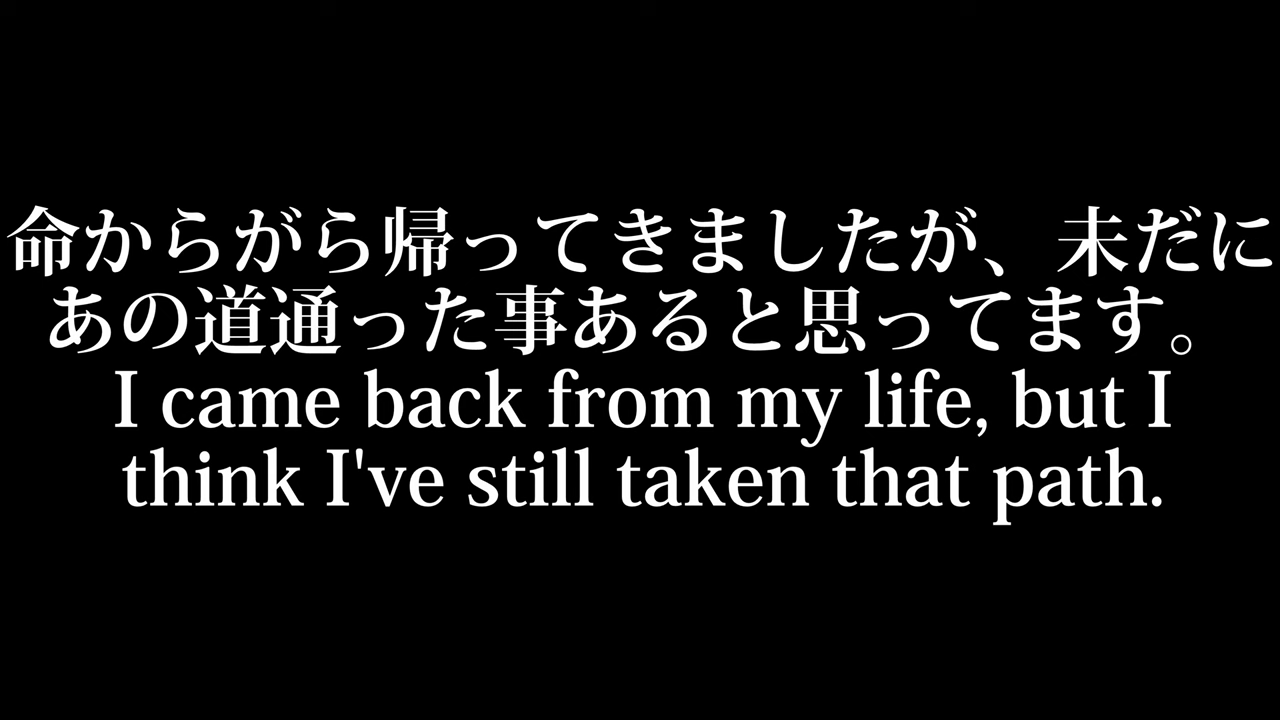 命からがら帰ってきましたが、未だに
あの道通った事あると思ってます。
I came back from my life, but I
think I've still taken that path.